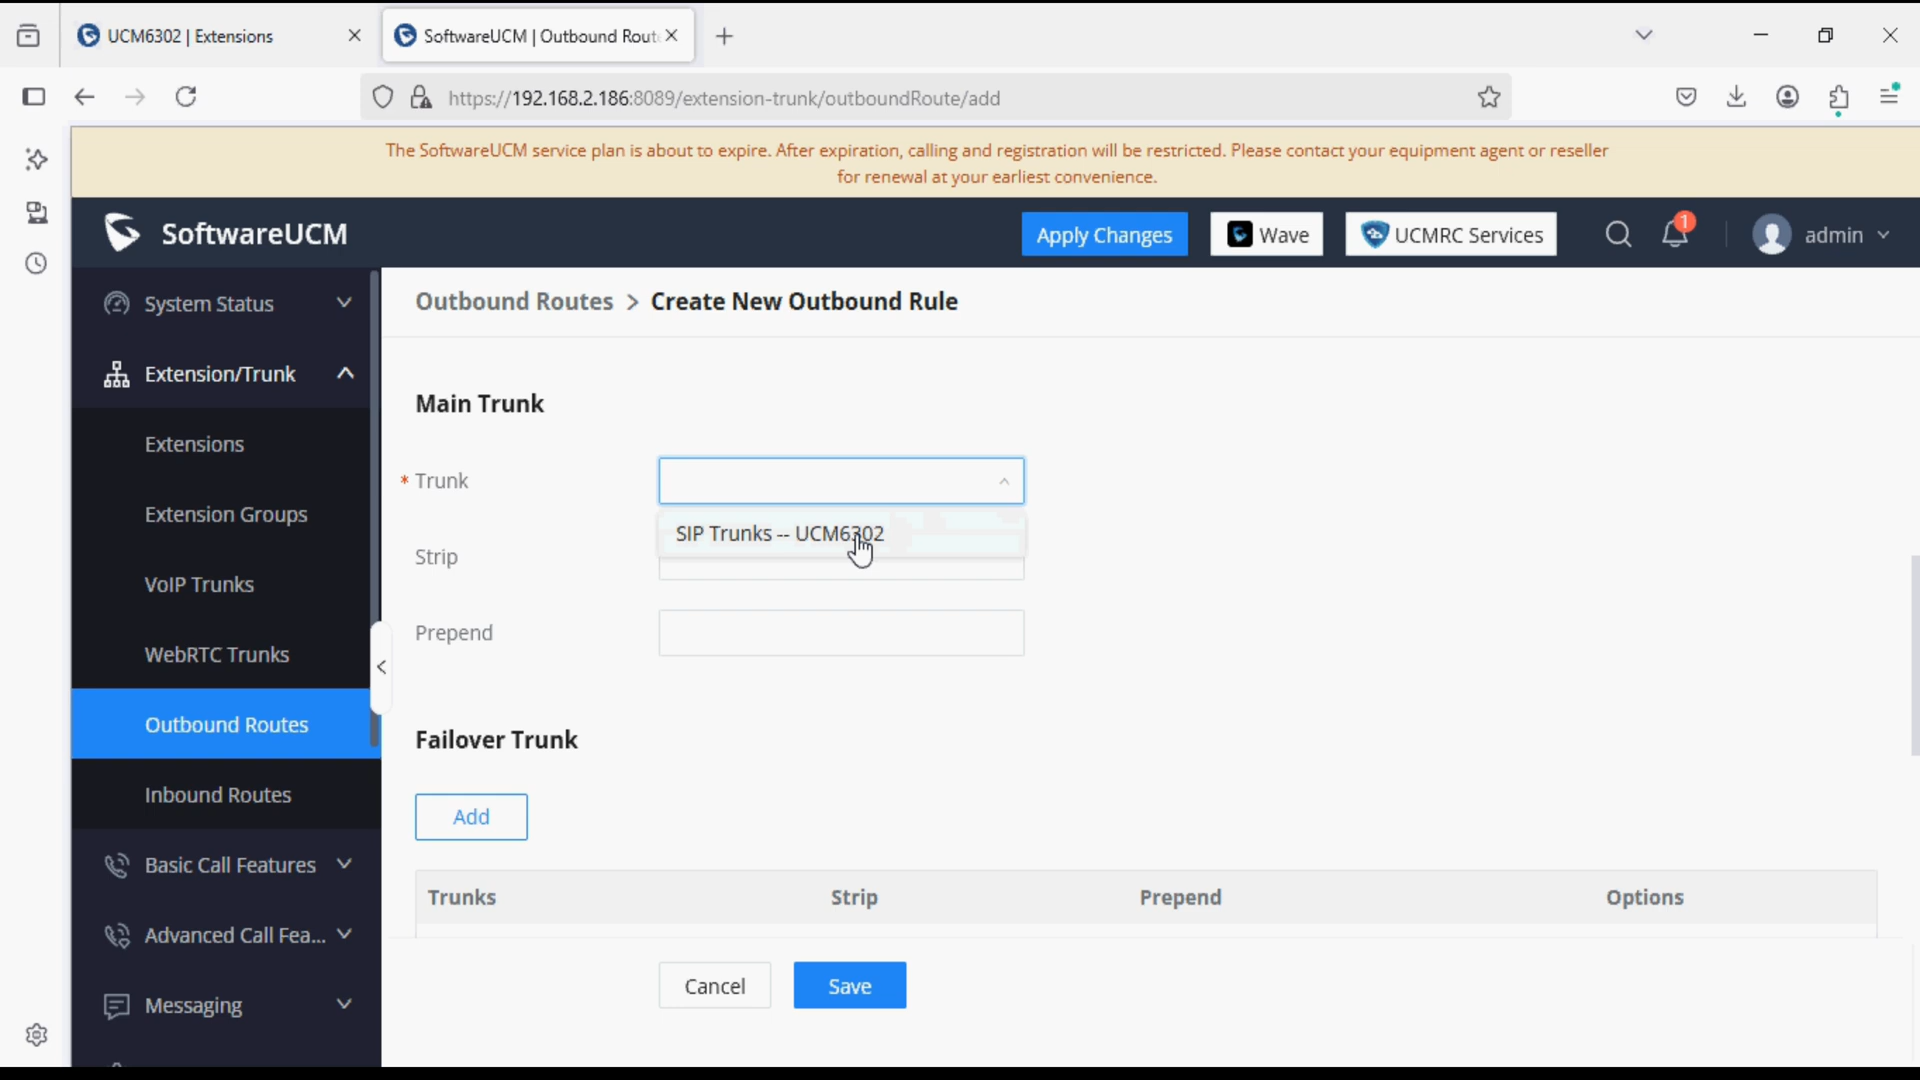 UCM6302 | Extensions
SoftwareUCM | Outbound Rout
https://192.168.2.186:8089/extension-trunk/outboundRoute/add
The SoftwareUCM service plan is about to expire. After expiration, calling and registration will be restricted. Please contact your equipment agent or reseller
for renewal at your earliest convenience.
SoftwareUCM
Apply Changes
Wave
UCMRC Services
1
admin
System Status
Extension/Trunk
Extensions
Extension Groups
VoIP Trunks
WebRTC Trunks
Outbound Routes
Inbound Routes
Basic Call Features
Advanced Call Fea...
Messaging
Outbound Routes > Create New Outbound Rule
Main Trunk
* Trunk
SIP Trunks -- UCM6302
Strip
Prepend
Failover Trunk
Add
Trunks Strip Prepend Options
Cancel
Save